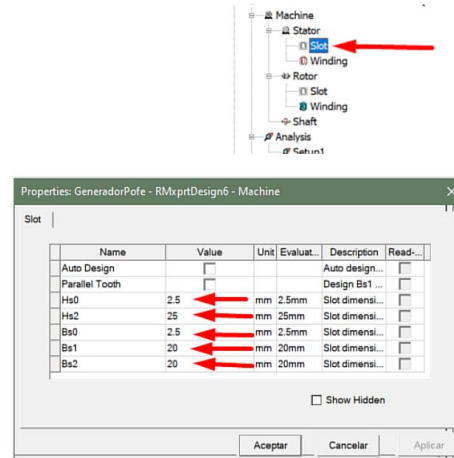 Machine
Stator
Slot
Winding
Rotor
Slot
Winding
Shaft
Analysis
Setup1
Properties: GeneradorPofe - RMxprtDesign6 - Machine
Slot
Name Value Unit Evaluat... Description Read-...
Auto Design Auto design...
Parallel Tooth Design Bs1 ...
Hs0 2.5 mm 2.5mm Slot dimensi...
Hs2 25 mm 25mm Slot dimensi...
Bs0 2.5 mm 2.5mm Slot dimensi...
Bs1 20 mm 20mm Slot dimensi...
Bs2 20 mm 20mm Slot dimensi...
Show Hidden
Aceptar Cancelar Aplicar